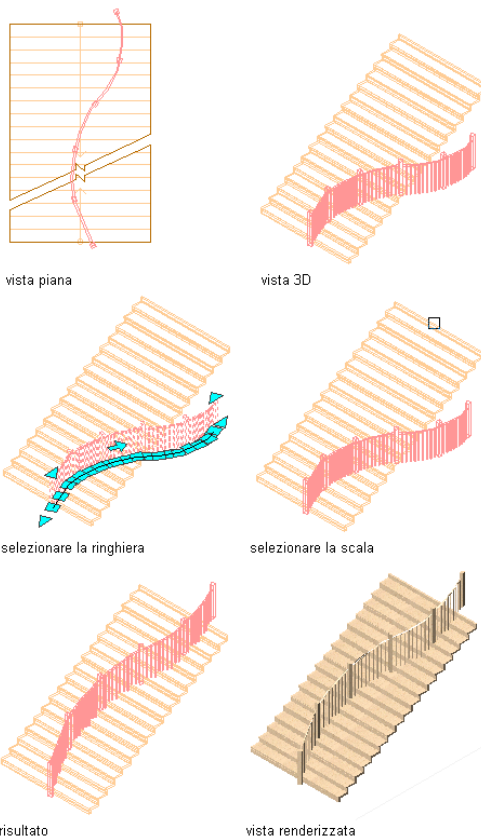 vista piana
vista 3D
selezionare la ringhiera
selezionare la scala
risultato
vista renderizzata